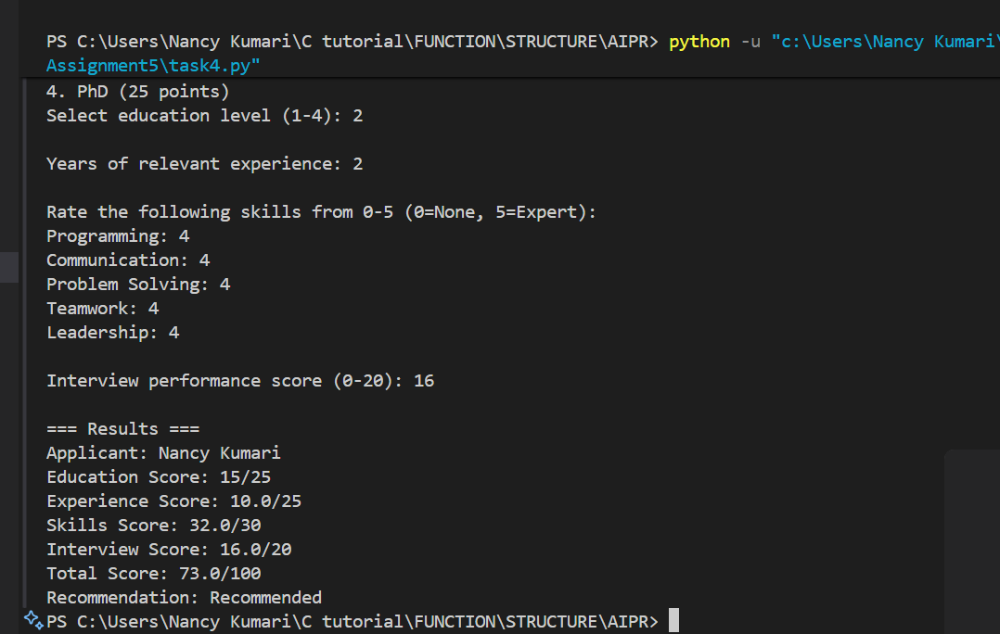 PS C:\Users\Nancy Kumari\C tutorial\FUNCTION\STRUCTURE\AIPR> python -u "c:\Users\Nancy Kumari\
Assignment5\task4.py"
4. PhD (25 points)
Select education level (1-4): 2
Years of relevant experience: 2
Rate the following skills from 0-5 (0=None, 5=Expert):
Programming: 4
Communication: 4
Problem Solving: 4
Teamwork: 4
Leadership: 4
Interview performance score (0-20): 16
=== Results ===
Applicant: Nancy Kumari
Education Score: 15/25
Experience Score: 10.0/25
Skills Score: 32.0/30
Interview Score: 16.0/20
Total Score: 73.0/100
Recommendation: Recommended
PS C:\Users\Nancy Kumari\C tutorial\FUNCTION\STRUCTURE\AIPR>